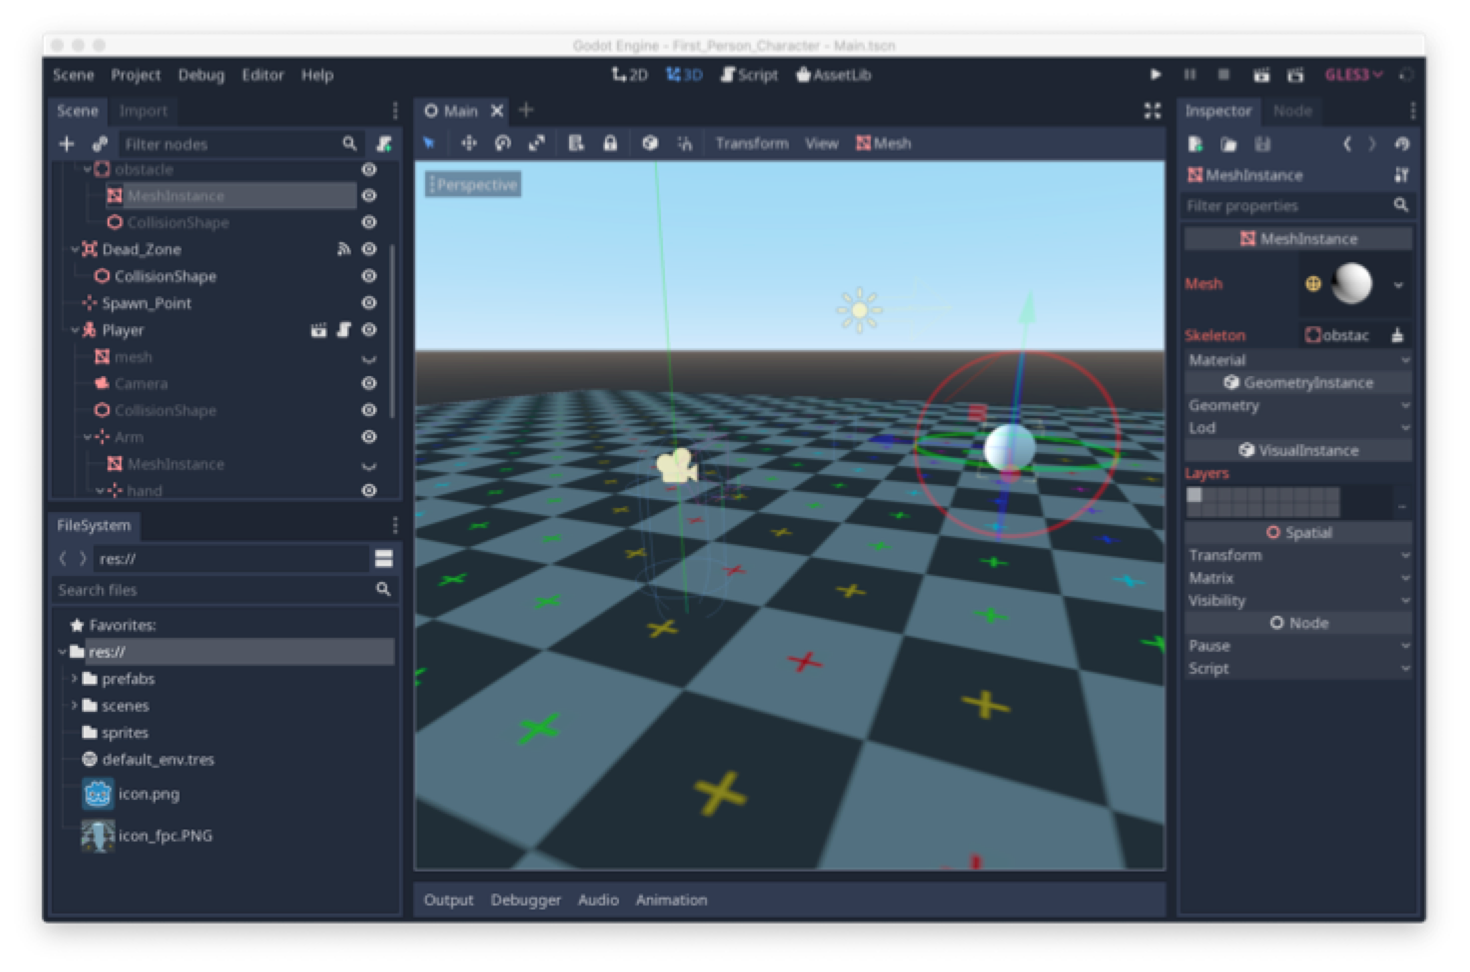 Godot Engine - First_Person_Character - Main.tscn
Scene Project Debug Editor Help
2D 3D Script AssetLib
GLES3
Scene Import
Filter nodes
obstacle
MeshInstance
CollisionShape
Dead_Zone
CollisionShape
Spawn_Point
Player
mesh
Camera
CollisionShape
Arm
MeshInstance
hand
FileSystem
res://
Search files
Favorites:
res://
prefabs
scenes
sprites
default_env.tres
icon.png
icon_fpc.PNG
Main
Transform View Mesh
Perspective
Output Debugger Audio Animation
Inspector Node
MeshInstance
Filter properties
MeshInstance
Mesh
Skeleton obstac
Material
GeometryInstance
Geometry
Lod
VisualInstance
Layers
Spatial
Transform
Matrix
Visibility
Node
Pause
Script